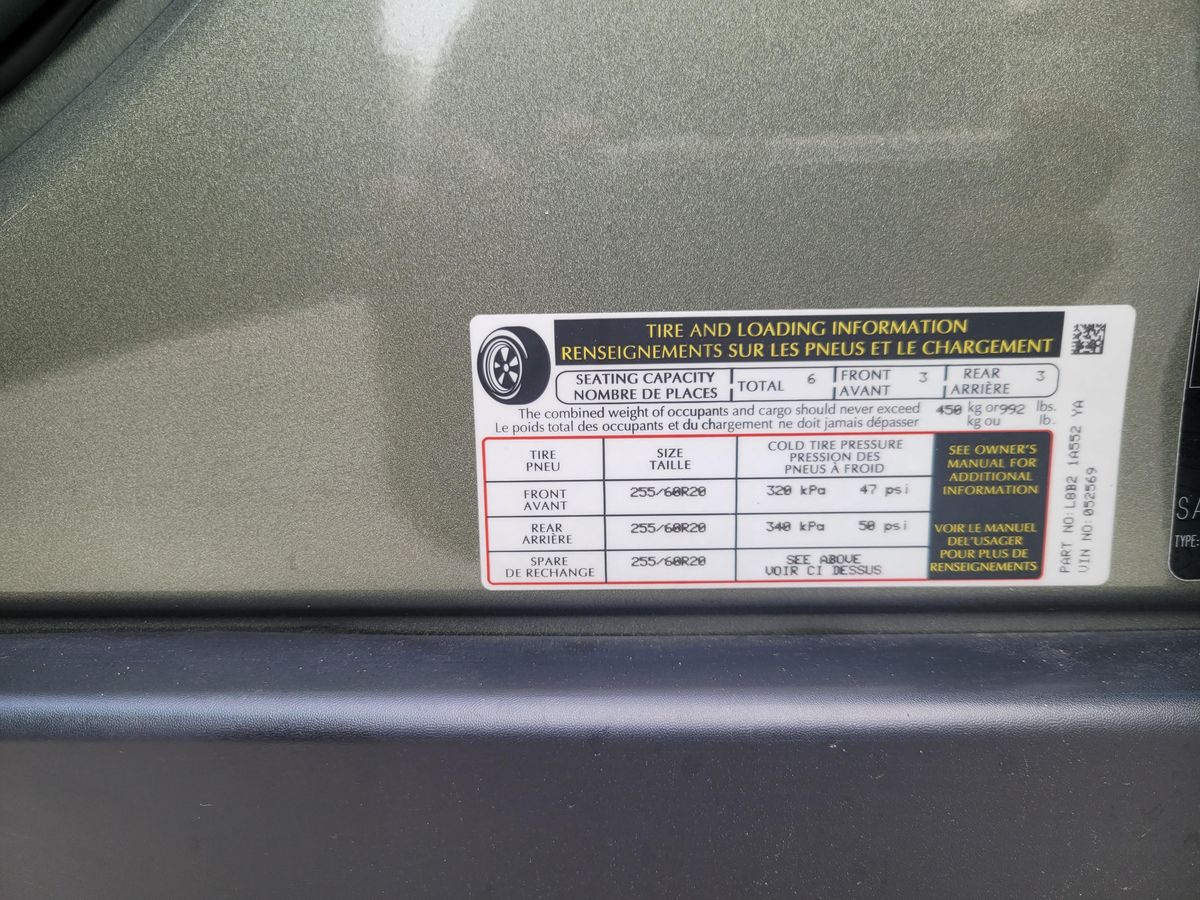 TIRE AND LOADING INFORMATION
RENSEIGNEMENTS SUR LES PNEUS ET LE CHARGEMENT
SEATING CAPACITY TOTAL 6 FRONT 3 REAR 3
NOMBRE DE PLACES AVANT ARRIÈRE
The combined weight of occupants and cargo should never exceed 450 kg or 992 lbs.
Le poids total des occupants et du chargement ne doit jamais dépasser kg ou lb.
TIRE SIZE COLD TIRE PRESSURE
PNEU TAILLE PRESSION DES
PNEUS À FROID
FRONT 255/60R20 320 kPa 47 psi
AVANT
REAR 255/60R20 340 kPa 50 psi
ARRIÈRE
SPARE 255/60R20 SEE ABOVE
DE RECHANGE VOIR CI DESSUS
SEE OWNER'S
MANUAL FOR
ADDITIONAL
INFORMATION
VOIR LE MANUEL
DEL'USAGER
POUR PLUS DE
RENSEIGNEMENTS
PART NO:L8B2 1A552 YA
VIN NO:052569
SA
TYPE: